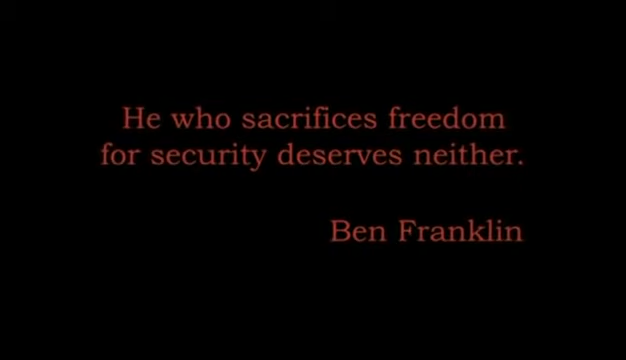 He who sacrifices freedom
for security deserves neither.
Ben Franklin